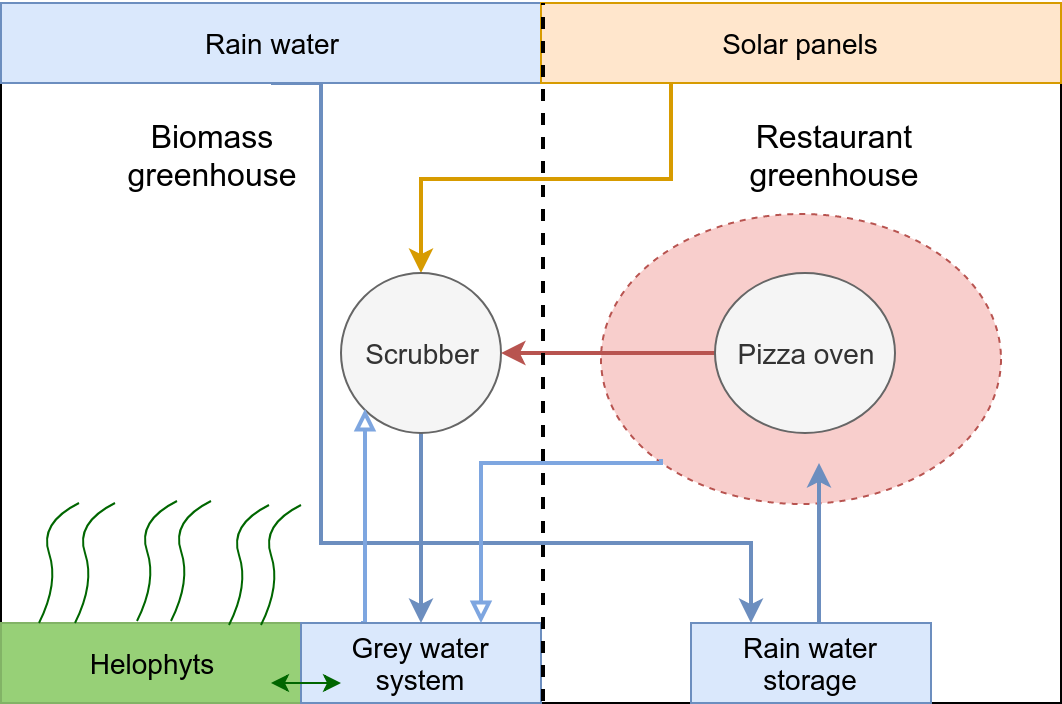 Rain water
Solar panels
Biomass
greenhouse
Restaurant
greenhouse
Scrubber
Pizza oven
Helophyts
Grey water
system
Rain water
storage